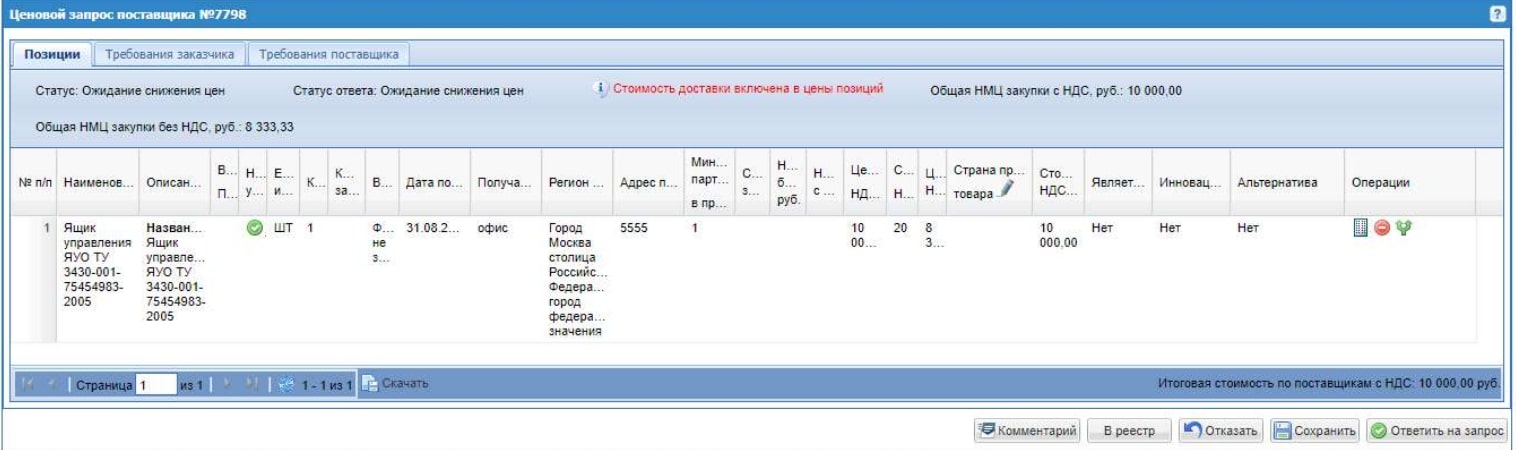 Ценовой запрос поставщика №7798
Позиции Требования заказчика Требования поставщика
Статус: Ожидание снижения цен Статус ответа: Ожидание снижения цен Стоимость доставки включена в цены позиций Общая НМЦ закупки с НДС, руб.: 10 000,00
Общая НМЦ закупки без НДС, руб.: 8 333,33
№ п/п Наименов... Описан... В... П... Н... у... Е... и... К... К... за... В... Дата по... Получа... Регион ... Адрес п... Мин... парт... в пр... С... з... Н... б... руб. Н... с ... Це... НД... С... Н... Ц... Н... Страна пр... товара Сто... НДС... Являет... Инновац... Альтернатива Операции
1 Ящик Назван... ШТ 1 Ф... 31.08.2... офис Город 5555 1 10 20 8 10 Нет Нет Нет
управления Ящик не Москва 00... 3... 000,00
ЯУО ТУ управле... з... столица
3430-001- ЯУО ТУ Российс...
75454983- 3430-001- Федера...
2005 75454983- город
2005 федера...
значения
Страница 1 из 1 1 - 1 из 1 Скачать Итоговая стоимость по поставщикам с НДС: 10 000,00 руб.
Комментарий В реестр Отказать Сохранить Ответить на запрос